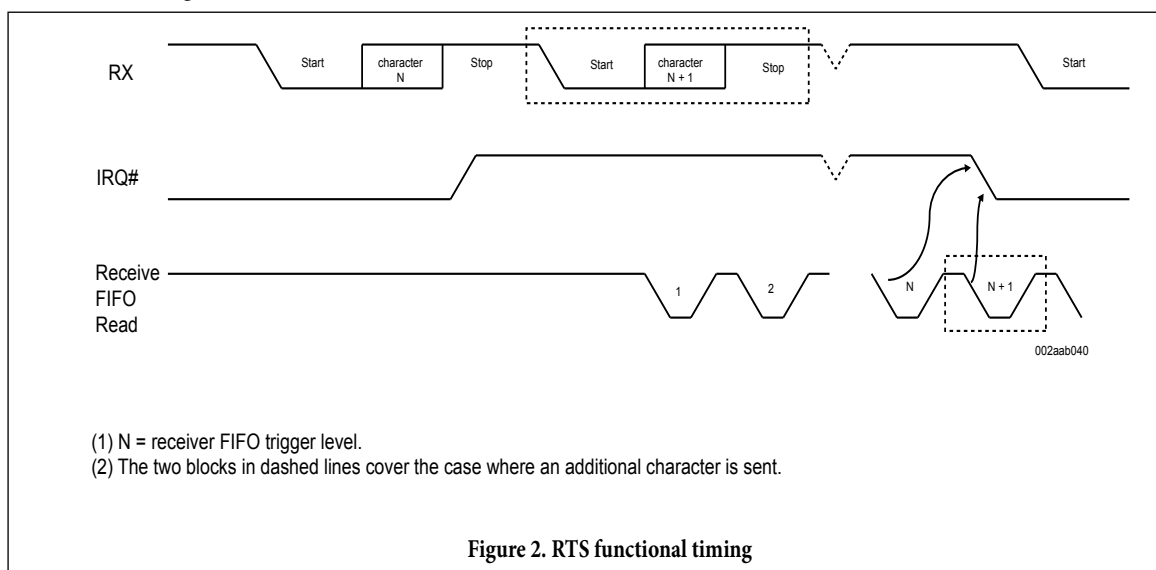 RX
Start
character
N
Stop
Start
character
N + 1
Stop
Start
IRQ#
Receive
FIFO
Read
1
2
N
N + 1
002aab040
(1) N = receiver FIFO trigger level.
(2) The two blocks in dashed lines cover the case where an additional character is sent.
Figure 2. RTS functional timing